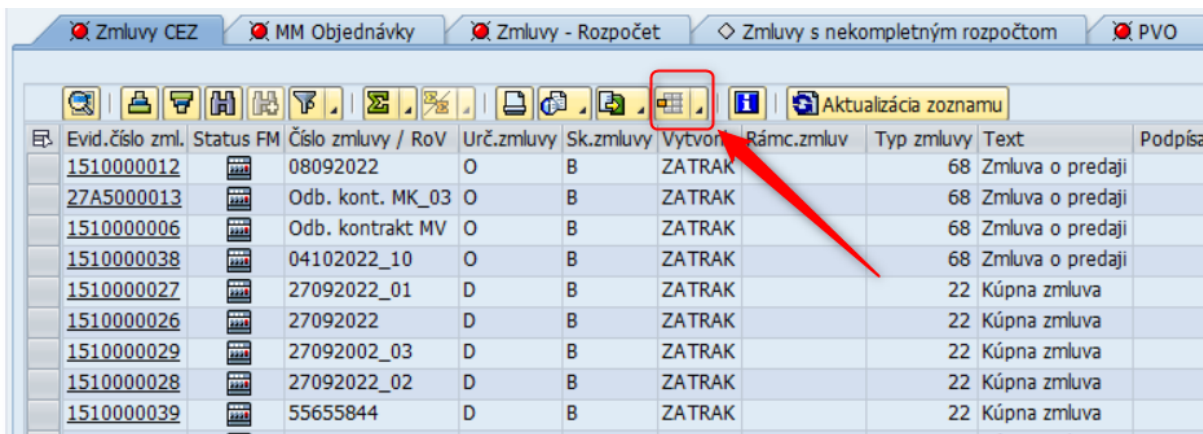 Zmluvy CEZ MM Objednávky Zmluvy - Rozpočet Zmluvy s nekompletným rozpočtom PVO
Aktualizácia zoznamu
Evid.číslo zml. Status FM Číslo zmluvy / RoV Urč.zmluvy Sk.zmluvy Rámc.zmluv Typ zmluvy Text
1510000012 08092022 O B ZATRAK 68 Zmluva o predaji
27A5000013 Odb. kont. MK_03 O B ZATRAK 68 Zmluva o predaji
1510000006 Odb. kontrakt MV O B ZATRAK 68 Zmluva o predaji
1510000038 04102022_10 O B ZATRAK 68 Zmluva o predaji
1510000027 27092022_01 D B ZATRAK 22 Kúpna zmluva
1510000026 27092022 D B ZATRAK 22 Kúpna zmluva
1510000029 27092002_03 D B ZATRAK 22 Kúpna zmluva
1510000028 27092022_02 D B ZATRAK 22 Kúpna zmluva
1510000039 55655844 D B ZATRAK 22 Kúpna zmluva